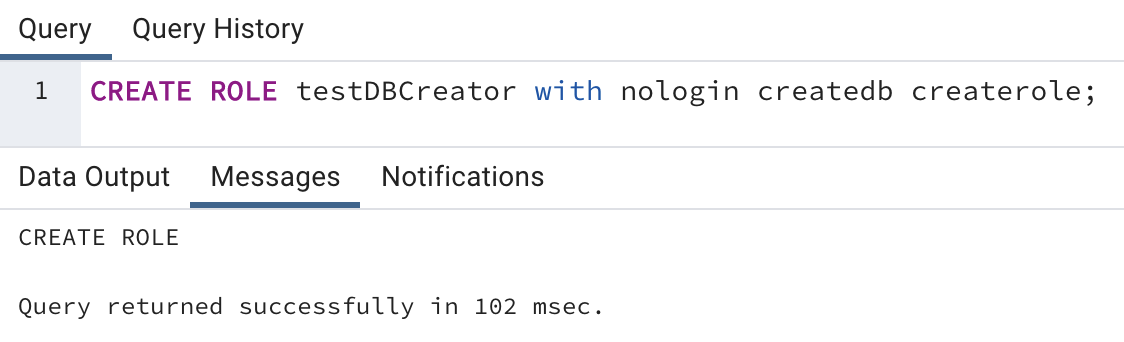 Query Query History
1 CREATE ROLE testDBCreator with nologin createdb createrole;
Data Output Messages Notifications
CREATE ROLE
Query returned successfully in 102 msec.